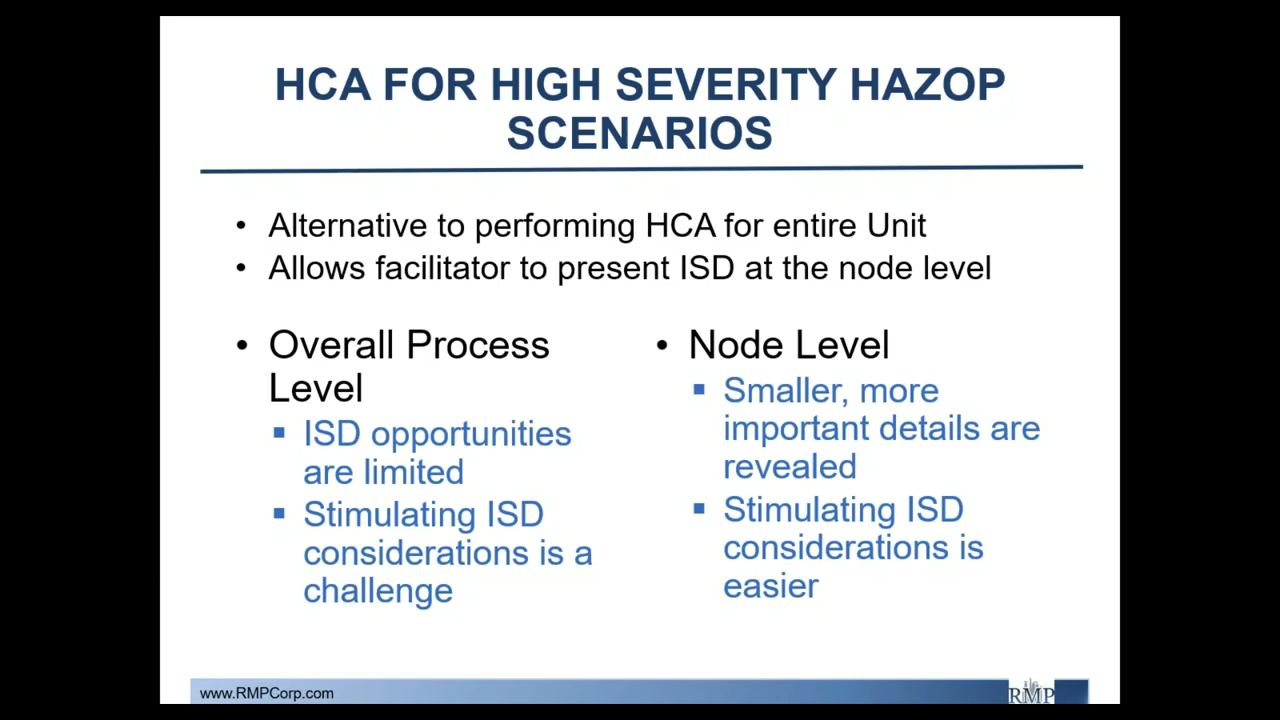 HCA FOR HIGH SEVERITY HAZOP
SCENARIOS
• Alternative to performing HCA for entire Unit
• Allows facilitator to present ISD at the node level
• Overall Process
Level
▪ ISD opportunities
are limited
▪ Stimulating ISD
considerations is a
challenge
• Node Level
▪ Smaller, more
important details are
revealed
▪ Stimulating ISD
considerations is
easier
www.RMPCorp.com
RMP